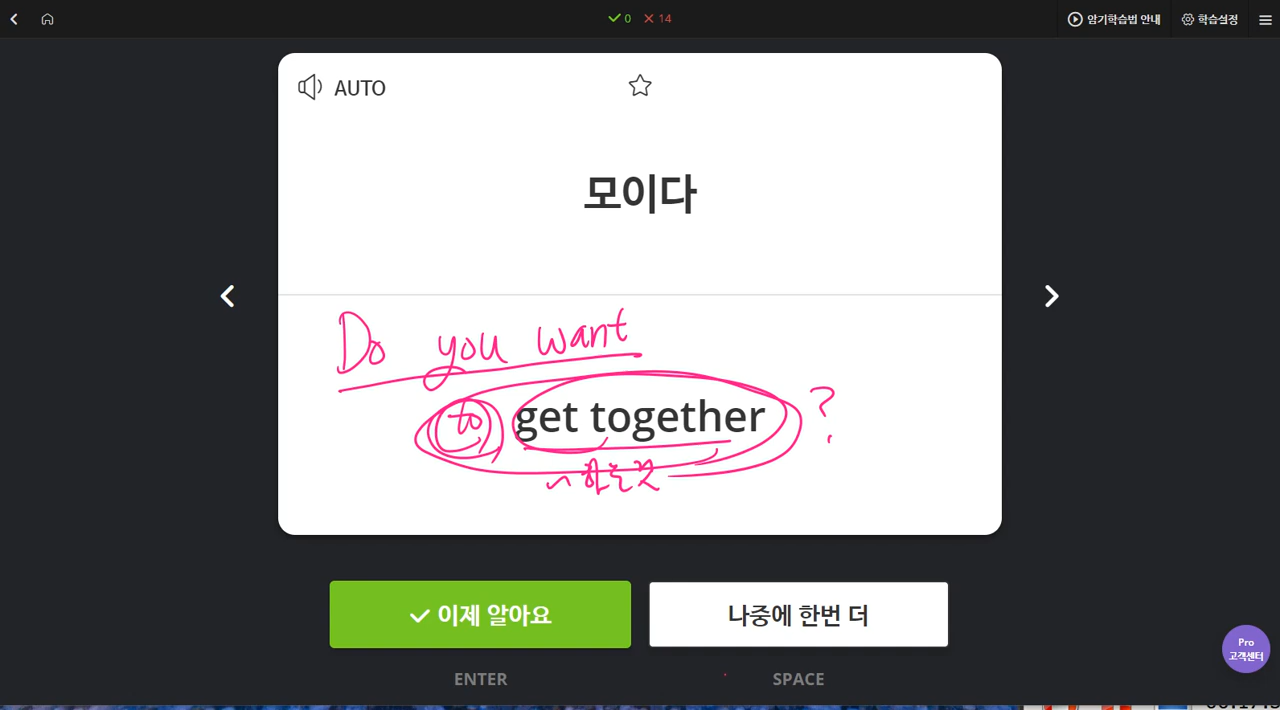 0 14 암기학습법 안내 학습설정
AUTO
모이다
Do you want
to get together ?
~하는것
이제 알아요 나중에 한번 더
Pro
고객센터
ENTER SPACE